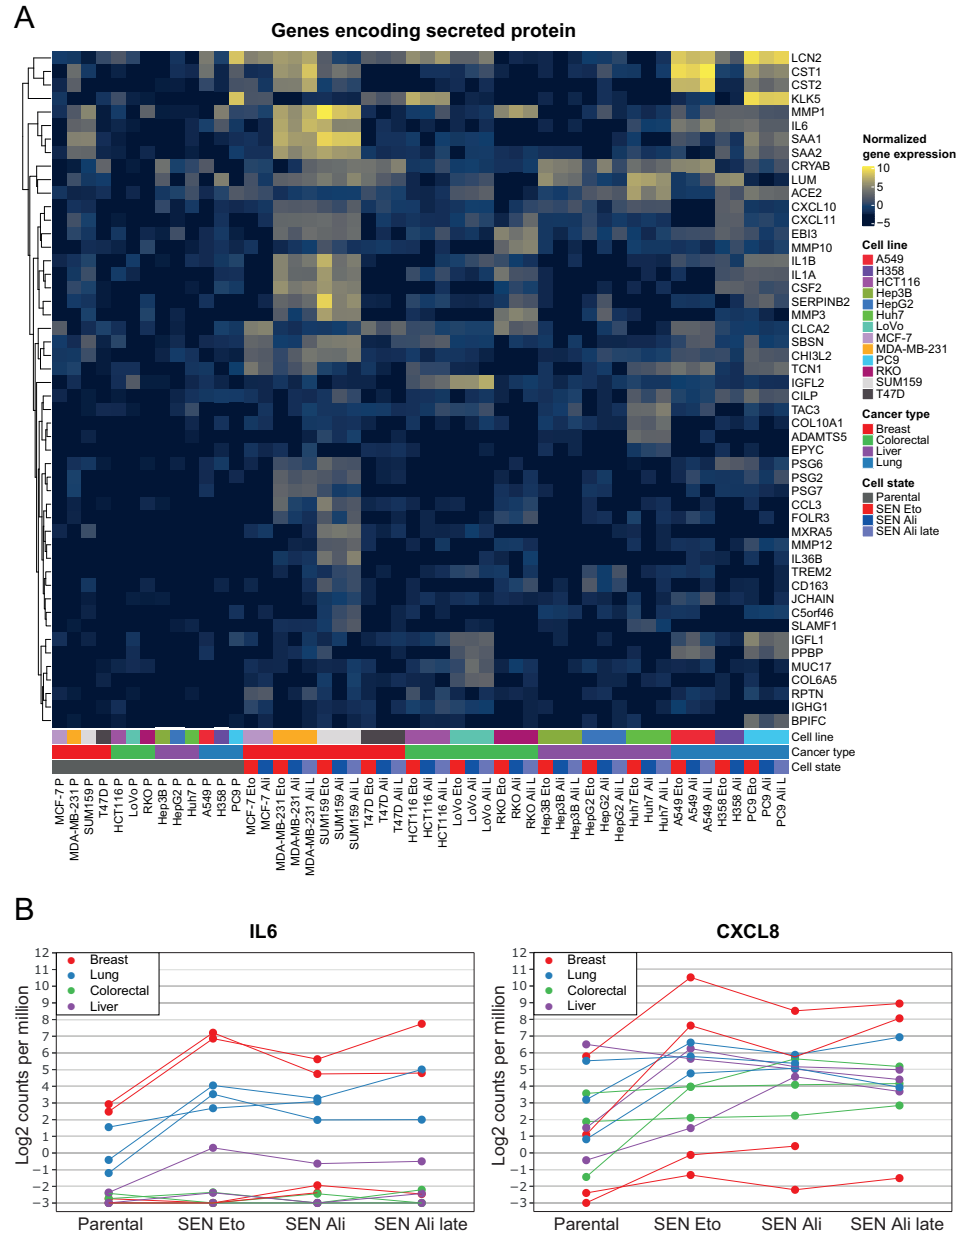 A
Genes encoding secreted protein
LCN2
CST1
CST2
KLK5
MMP1
IL6
SAA1
SAA2
CRYAB
LUM
ACE2
CXCL10
CXCL11
EBI3
MMP10
IL1B
IL1A
CSF2
SERPINB2
MMP3
CLCA2
SBSN
CHI3L2
TCN1
IGFL2
CILP
TAC3
COL10A1
ADAMTS5
EPYC
PSG6
PSG2
PSG7
CCL3
FOLR3
MXRA5
MMP12
IL36B
TREM2
CD163
JCHAIN
C5orf46
SLAMF1
IGFL1
PPBP
MUC17
COL6A5
RPTN
IGHG1
BPIFC
Cell line
Cancer type
Cell state
Normalized
gene expression
10
5
0
−5
Cell line
A549
H358
HCT116
Hep3B
HepG2
Huh7
LoVo
MCF-7
MDA-MB-231
PC9
RKO
SUM159
T47D
Cancer type
Breast
Colorectal
Liver
Lung
Cell state
Parental
SEN Eto
SEN Ali
SEN Ali late
MCF-7 P
MDA-MB-231 P
SUM159 P
T47D P
HCT116 P
LoVo P
RKO P
Hep3B P
HepG2 P
Huh7 P
A549 P
H358 P
PC9 P
MCF-7 Eto
MCF-7 Ali
MDA-MB-231 Eto
MDA-MB-231 Ali
MDA-MB-231 Ali L
SUM159 Eto
SUM159 Ali
SUM159 Ali L
T47D Eto
T47D Ali
T47D Ali L
HCT116 Eto
HCT116 Ali
HCT116 Ali L
LoVo Eto
LoVo Ali
LoVo Ali L
RKO Eto
RKO Ali
RKO Ali L
Hep3B Eto
Hep3B Ali
Hep3B Ali L
HepG2 Eto
HepG2 Ali
HepG2 Ali L
Huh7 Eto
Huh7 Ali
Huh7 Ali L
A549 Eto
A549 Ali
A549 Ali L
H358 Eto
H358 Ali
PC9 Eto
PC9 Ali
PC9 Ali L
B
IL6
Log2 counts per million
12
11
10
9
8
7
6
5
4
3
2
1
0
−1
−2
−3
Breast
Lung
Colorectal
Liver
Parental
SEN Eto
SEN Ali
SEN Ali late
CXCL8
Log2 counts per million
12
11
10
9
8
7
6
5
4
3
2
1
0
−1
−2
−3
Breast
Lung
Colorectal
Liver
Parental
SEN Eto
SEN Ali
SEN Ali late